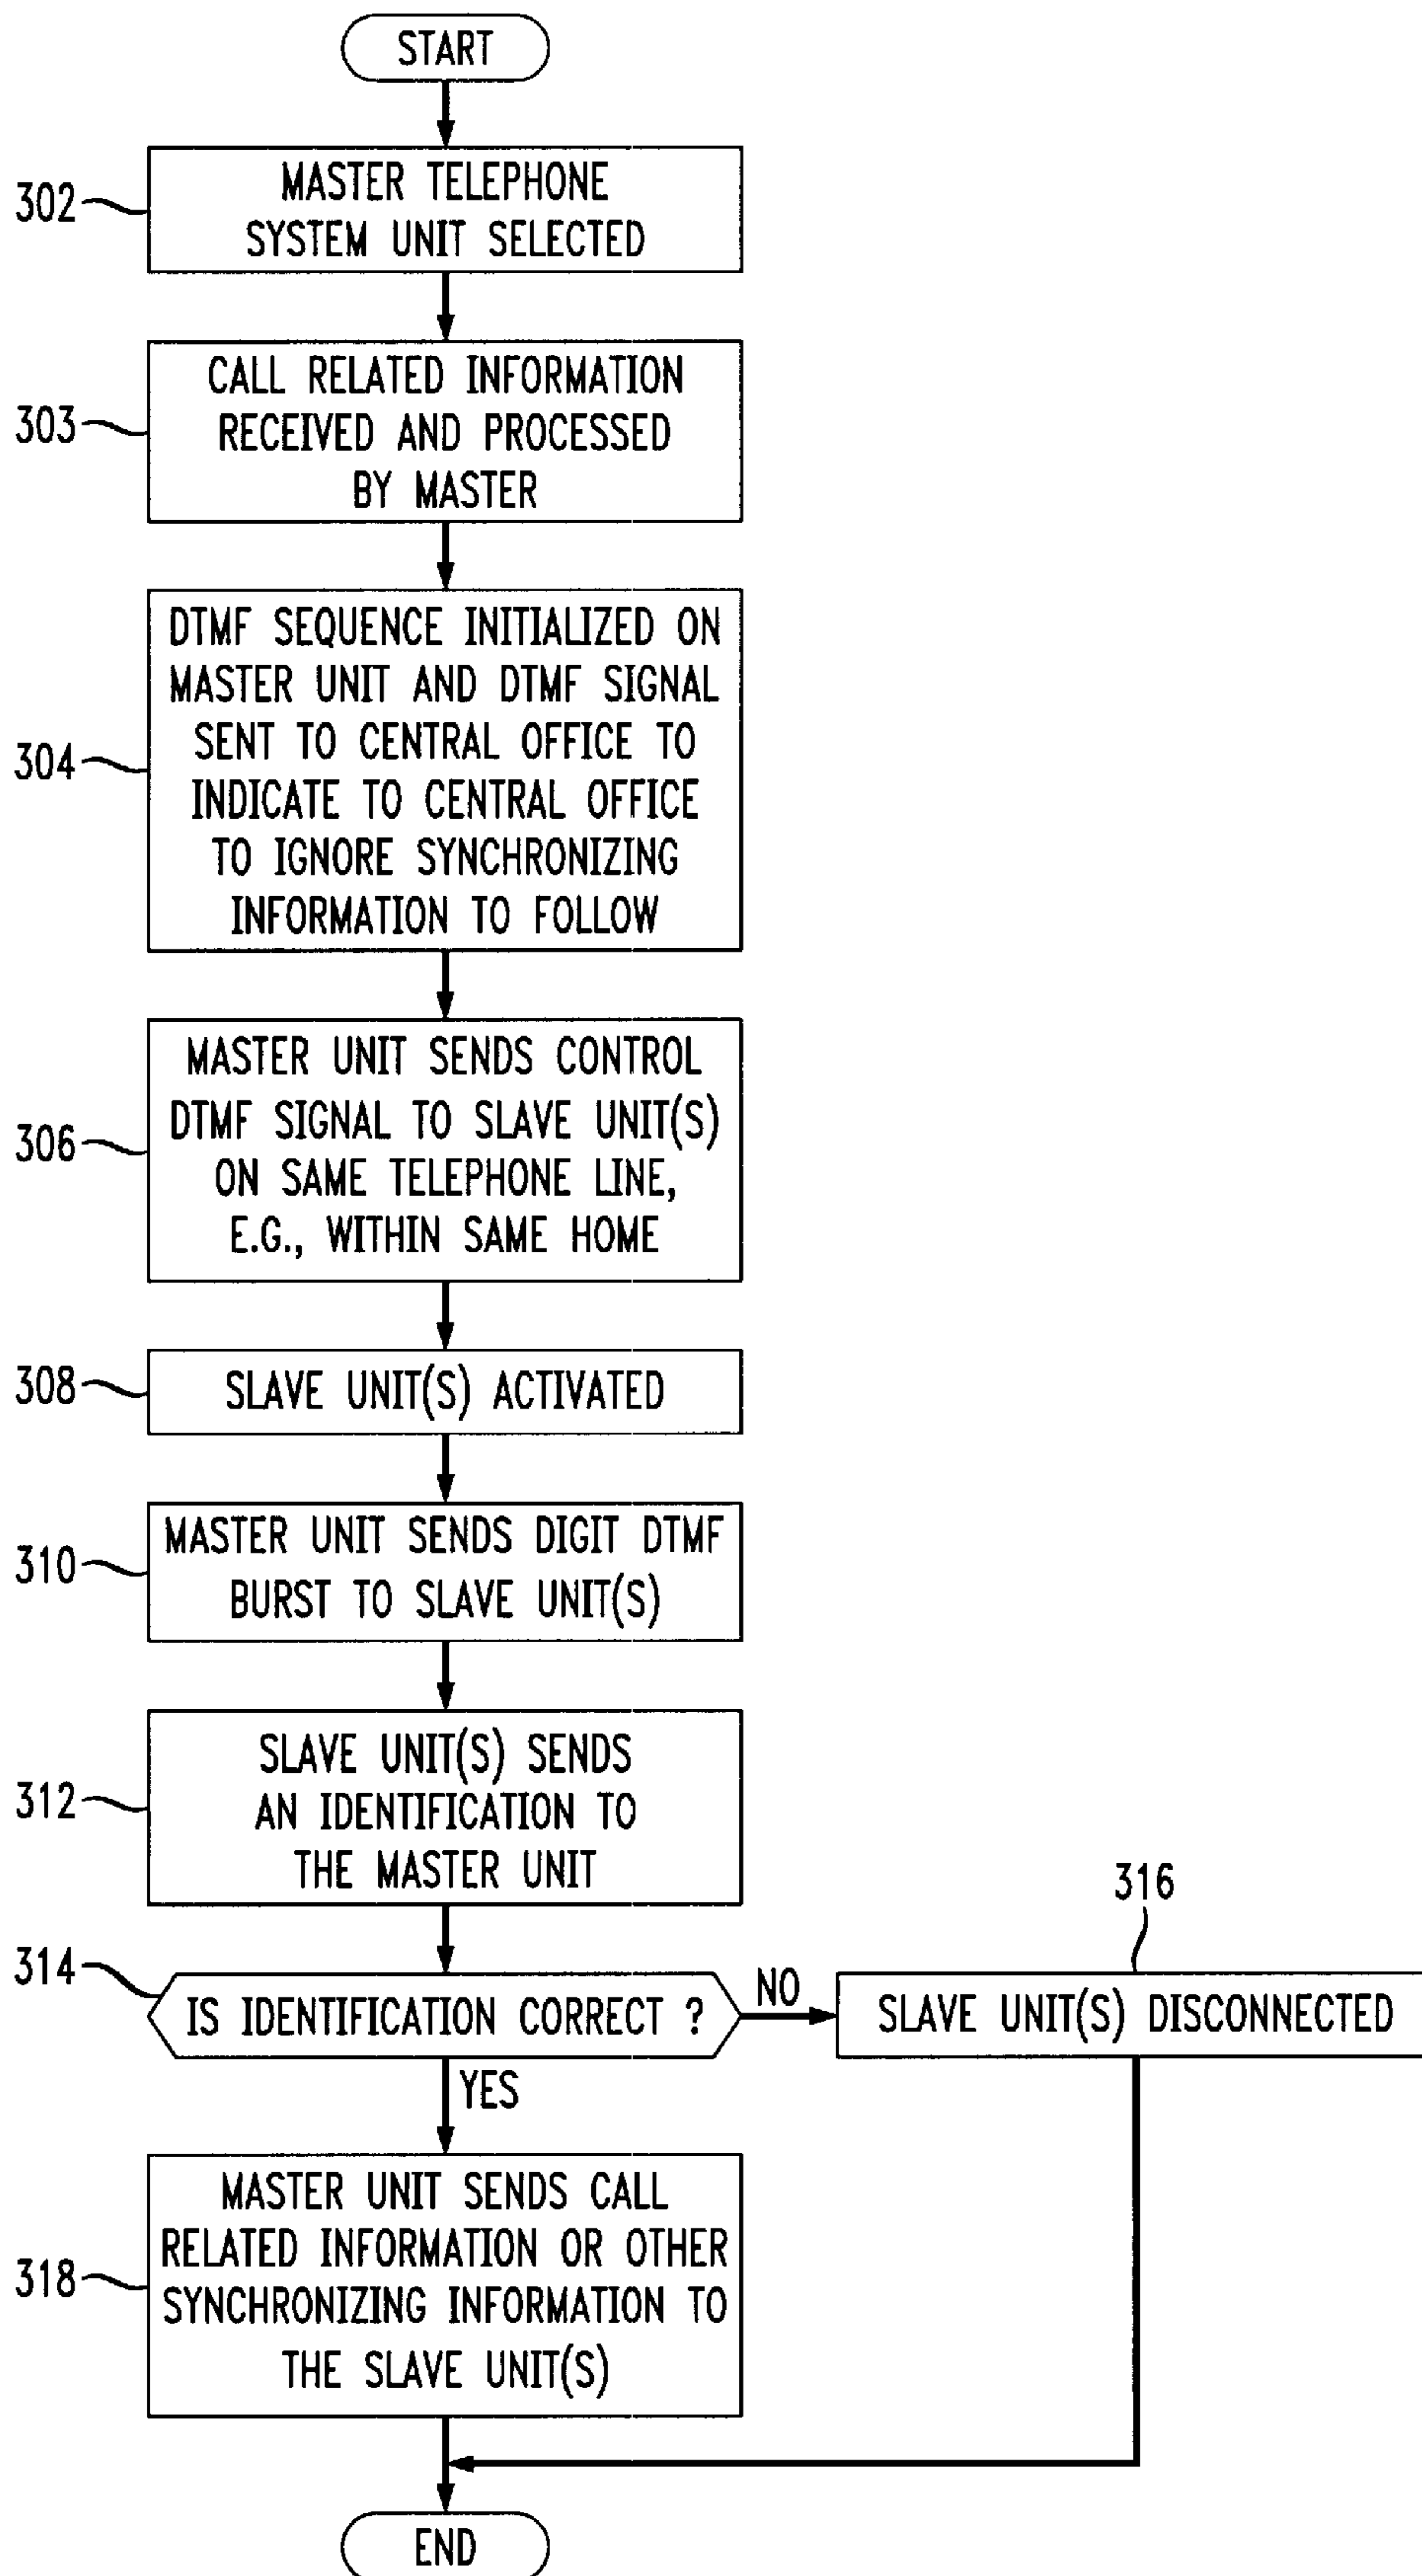 START
302
MASTER TELEPHONE
SYSTEM UNIT SELECTED
303
CALL RELATED INFORMATION
RECEIVED AND PROCESSED
BY MASTER
304
DTMF SEQUENCE INITIALIZED ON
MASTER UNIT AND DTMF SIGNAL
SENT TO CENTRAL OFFICE TO
INDICATE TO CENTRAL OFFICE
TO IGNORE SYNCHRONIZING
INFORMATION TO FOLLOW
306
MASTER UNIT SENDS CONTROL
DTMF SIGNAL TO SLAVE UNIT(S)
ON SAME TELEPHONE LINE,
E.G., WITHIN SAME HOME
308
SLAVE UNIT(S) ACTIVATED
310
MASTER UNIT SENDS DIGIT DTMF
BURST TO SLAVE UNIT(S)
312
SLAVE UNIT(S) SENDS
AN IDENTIFICATION TO
THE MASTER UNIT
314
IS IDENTIFICATION CORRECT ?
NO
316
SLAVE UNIT(S) DISCONNECTED
YES
318
MASTER UNIT SENDS CALL
RELATED INFORMATION OR OTHER
SYNCHRONIZING INFORMATION TO
THE SLAVE UNIT(S)
END